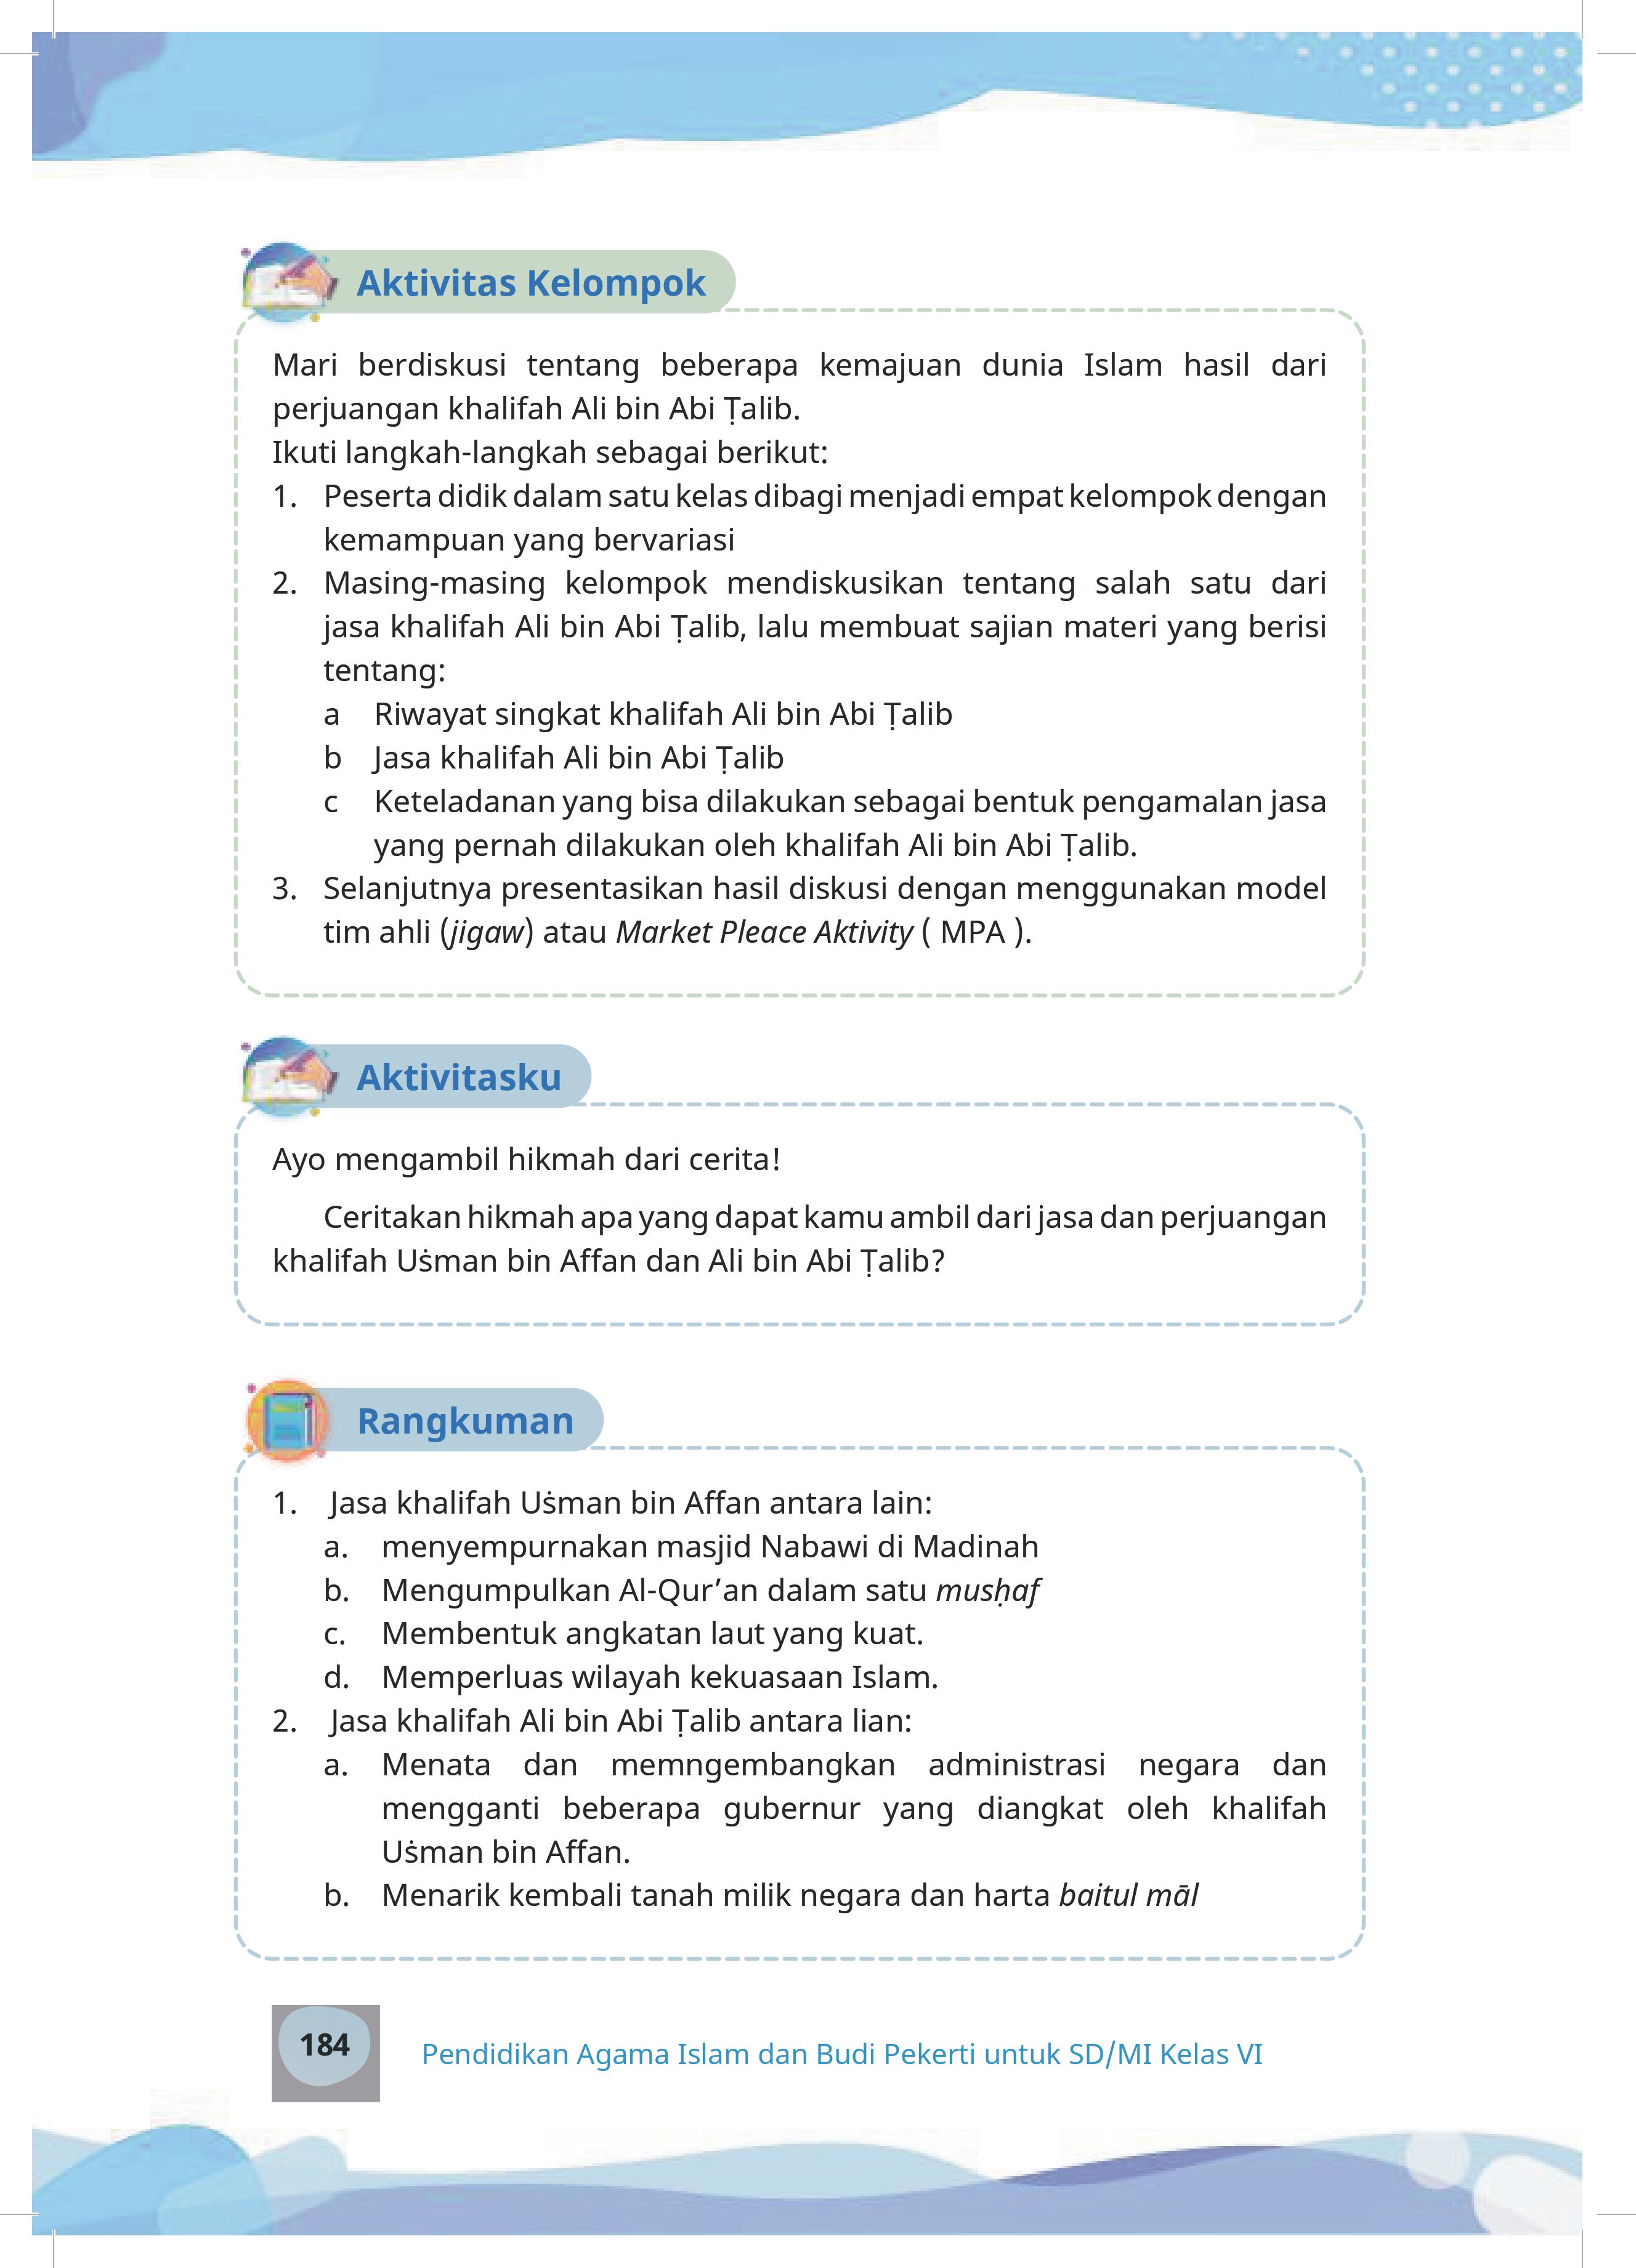 Aktivitas Kelompok
Mari berdiskusi tentang beberapa kemajuan dunia Islam hasil dari
perjuangan khalifah Ali bin Abi Ṭalib.
Ikuti langkah-langkah sebagai berikut:
1. Peserta didik dalam satu kelas dibagi menjadi empat kelompok dengan
kemampuan yang bervariasi
2. Masing-masing kelompok mendiskusikan tentang salah satu dari
jasa khalifah Ali bin Abi Ṭalib, lalu membuat sajian materi yang berisi
tentang:
a Riwayat singkat khalifah Ali bin Abi Ṭalib
b Jasa khalifah Ali bin Abi Ṭalib
c Keteladanan yang bisa dilakukan sebagai bentuk pengamalan jasa
yang pernah dilakukan oleh khalifah Ali bin Abi Ṭalib.
3. Selanjutnya presentasikan hasil diskusi dengan menggunakan model
tim ahli (jigaw) atau Market Pleace Aktivity ( MPA ).
Aktivitasku
Ayo mengambil hikmah dari cerita!
Ceritakan hikmah apa yang dapat kamu ambil dari jasa dan perjuangan
khalifah Uṡman bin Affan dan Ali bin Abi Ṭalib?
Rangkuman
1. Jasa khalifah Uṡman bin Affan antara lain:
a. menyempurnakan masjid Nabawi di Madinah
b. Mengumpulkan Al-Qur’an dalam satu musḥaf
c. Membentuk angkatan laut yang kuat.
d. Memperluas wilayah kekuasaan Islam.
2. Jasa khalifah Ali bin Abi Ṭalib antara lian:
a. Menata dan memngembangkan administrasi negara dan
mengganti beberapa gubernur yang diangkat oleh khalifah
Uṡman bin Affan.
b. Menarik kembali tanah milik negara dan harta baitul māl
184
Pendidikan Agama Islam dan Budi Pekerti untuk SD/MI Kelas VI